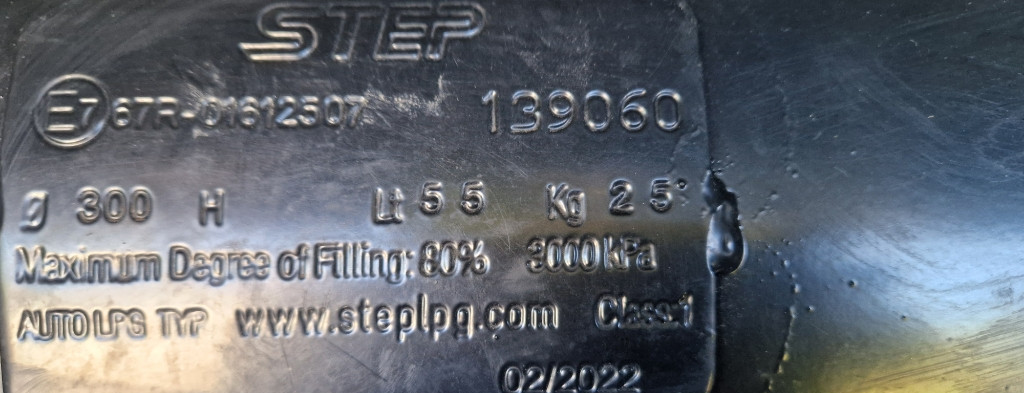 STEP
E7 67R-01612507 139060
Ø 300 H Lt 55 Kg 25
Maximum Degree of Filling: 80% 3000 kPa
AUTO LPG TYP www.steplpg.com Class:1
02/2022